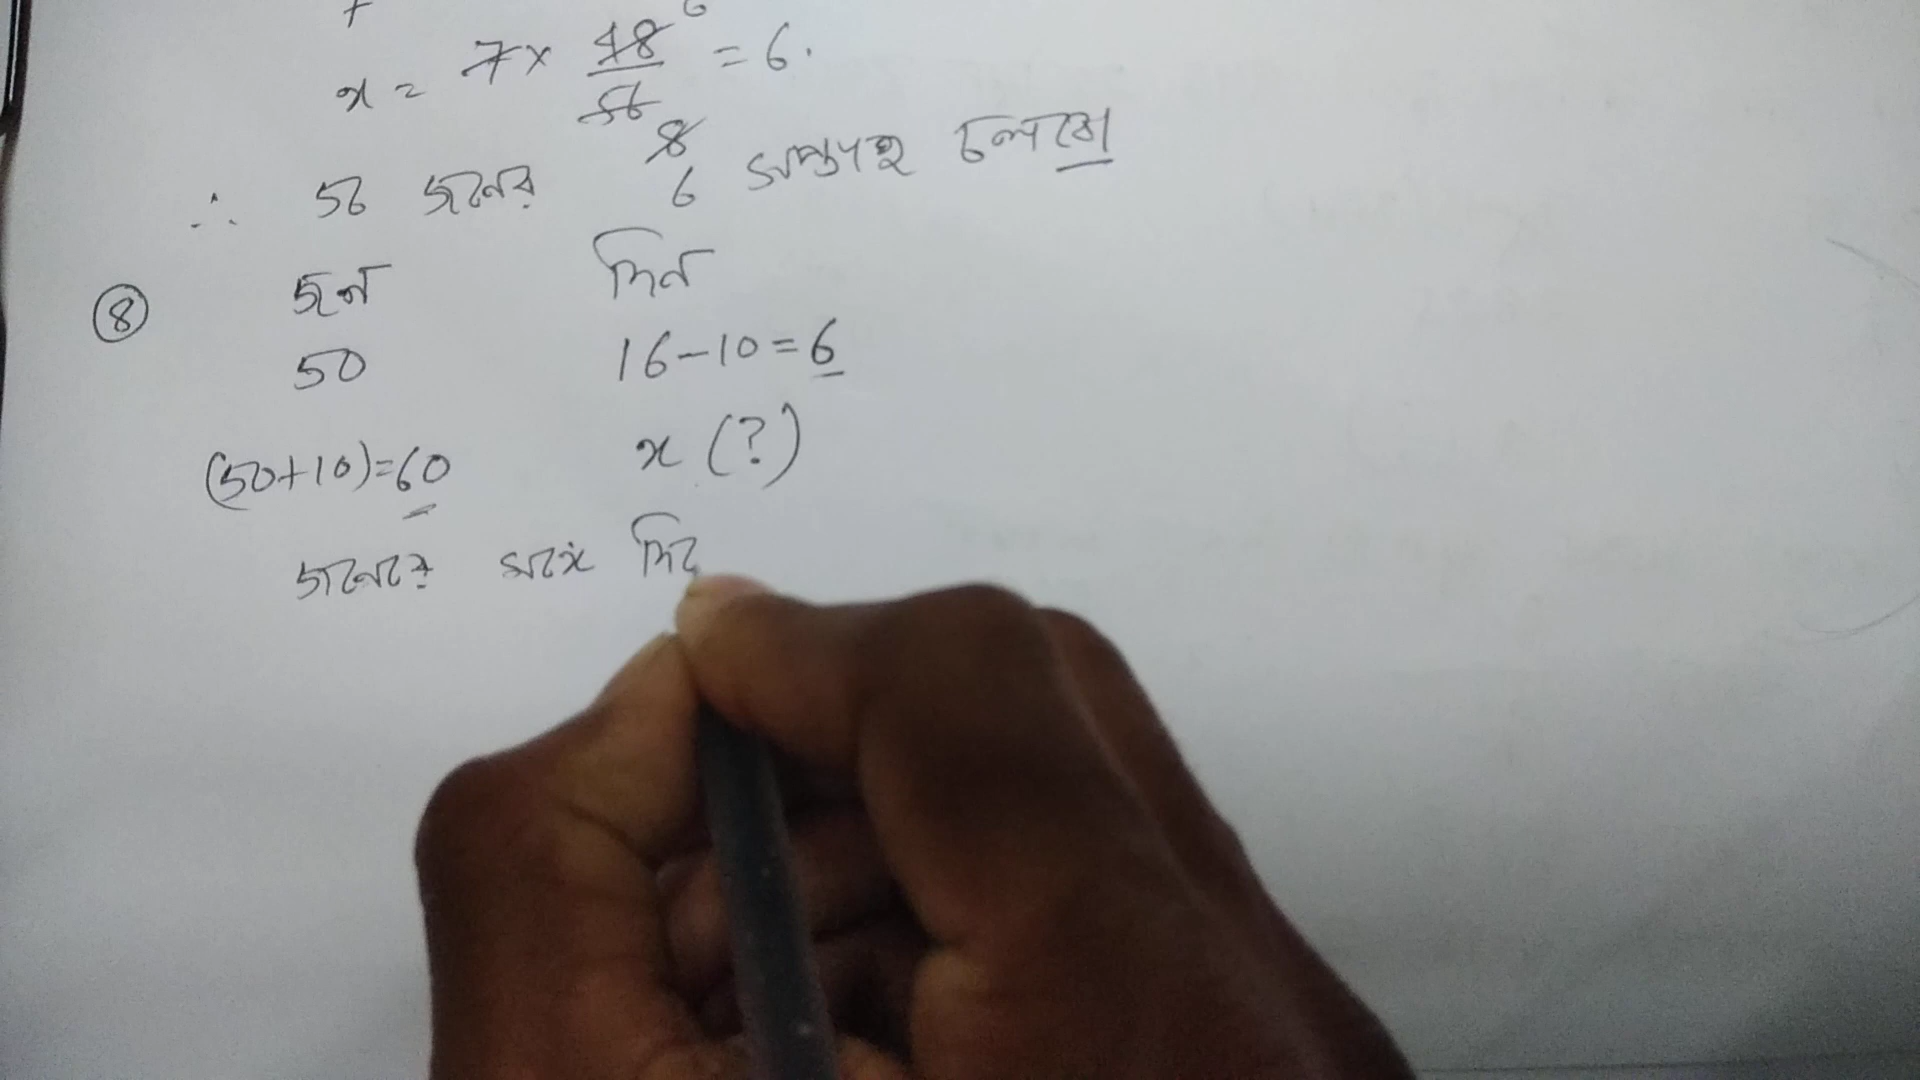 x = 7 x 48/56 = 6.
∴ 56 জনের 6 সপ্তাহ চলবে।
⑧ জন দিন
50 16-10=6
(50+10)=60 x (?)
জনের সঙ্গে দিনে